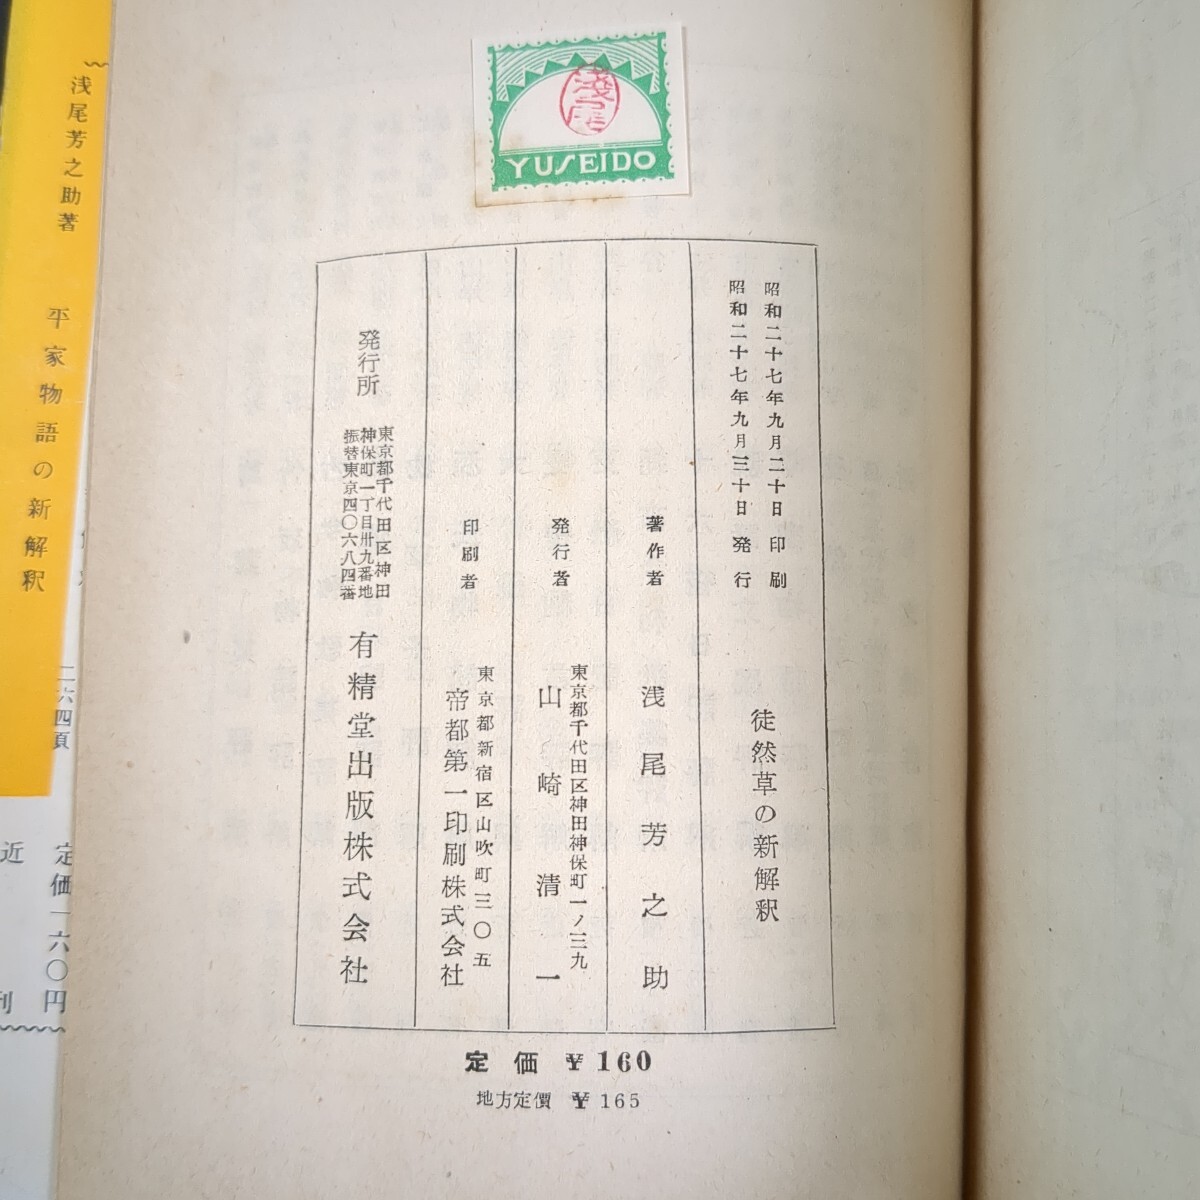 淺尾
YUSEIDO
昭和二十七年九月二十日印刷
昭和二十七年九月三十日発行
徒然草の新解釈
著作者 浅尾芳之助
東京都千代田区神田神保町一ノ三九
発行者 山崎清一
東京都新宿区山吹町三〇五
印刷者 帝都第一印刷株式会社
発行所
東京都千代田区神田
神保町一丁目卅九番地
振替東京四〇六八四番
有精堂出版株式会社
定価 ¥160
地方定價 ¥165
浅尾芳之助著 平家物語の新解釈
二六四頁
定価一六〇円
近刊